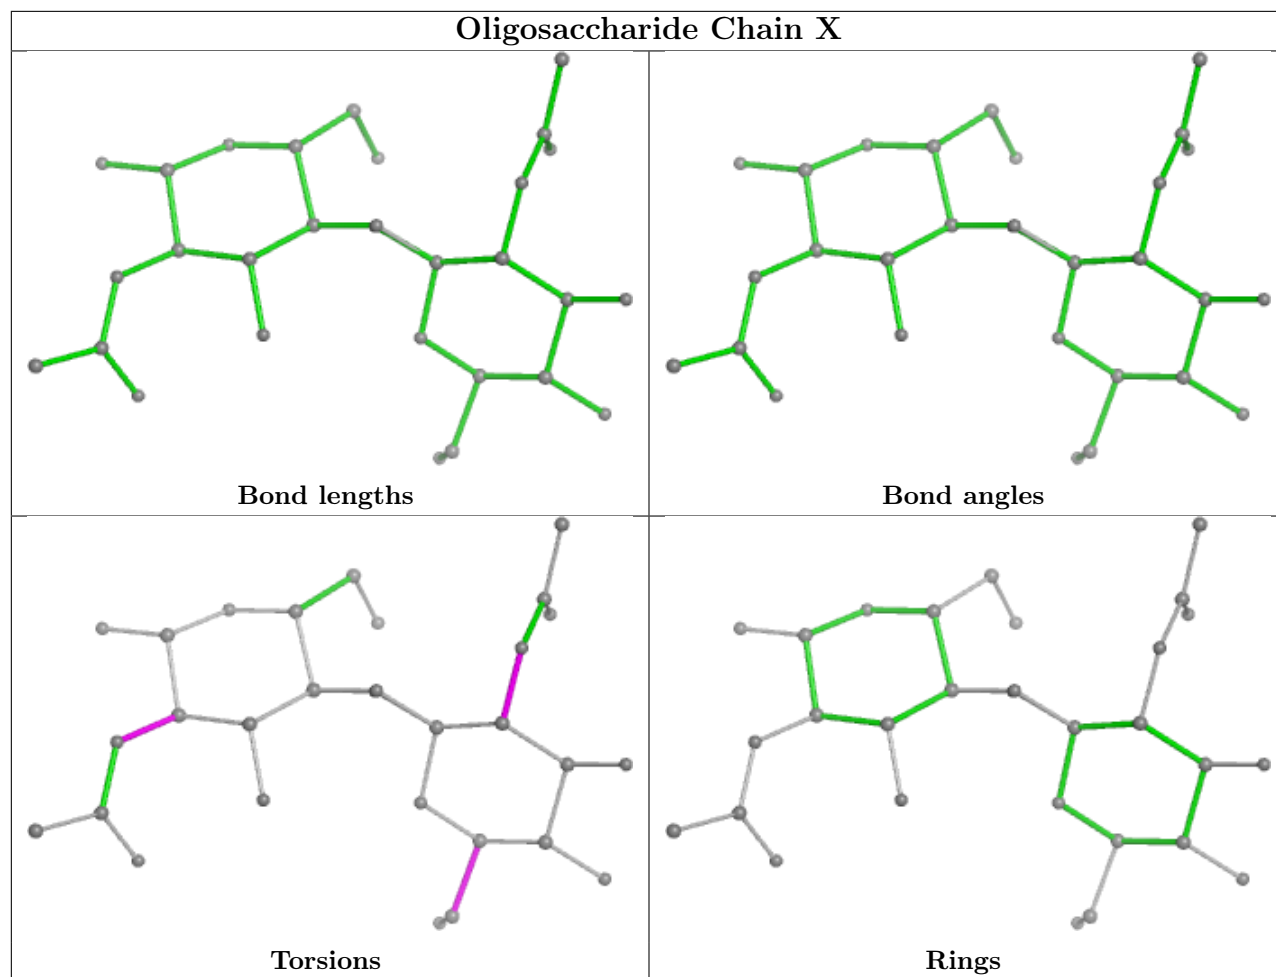 Oligosaccharide Chain X
Bond lengths
Bond angles
Torsions
Rings